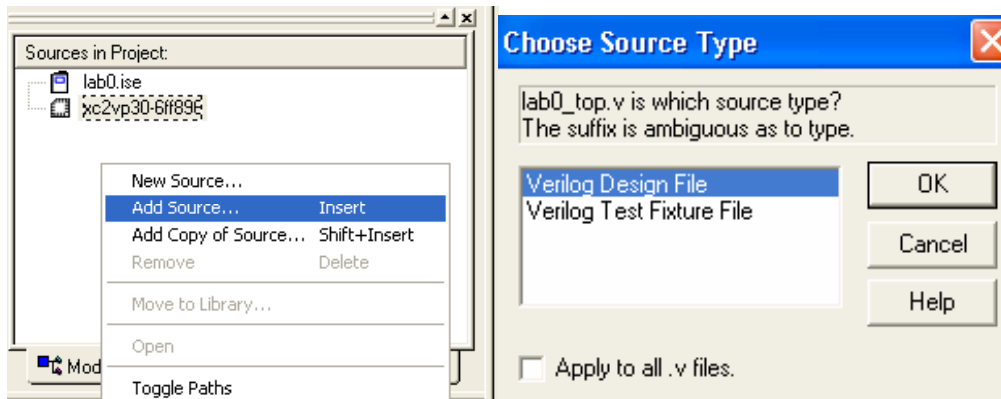 Sources in Project:
lab0.ise
xc2vp30-6ff896
New Source...
Add Source... Insert
Add Copy of Source... Shift+Insert
Remove Delete
Move to Library...
Open
Toggle Paths
Mod
Choose Source Type
lab0_top.v is which source type?
The suffix is ambiguous as to type.
Verilog Design File
Verilog Test Fixture File
OK
Cancel
Help
Apply to all .v files.